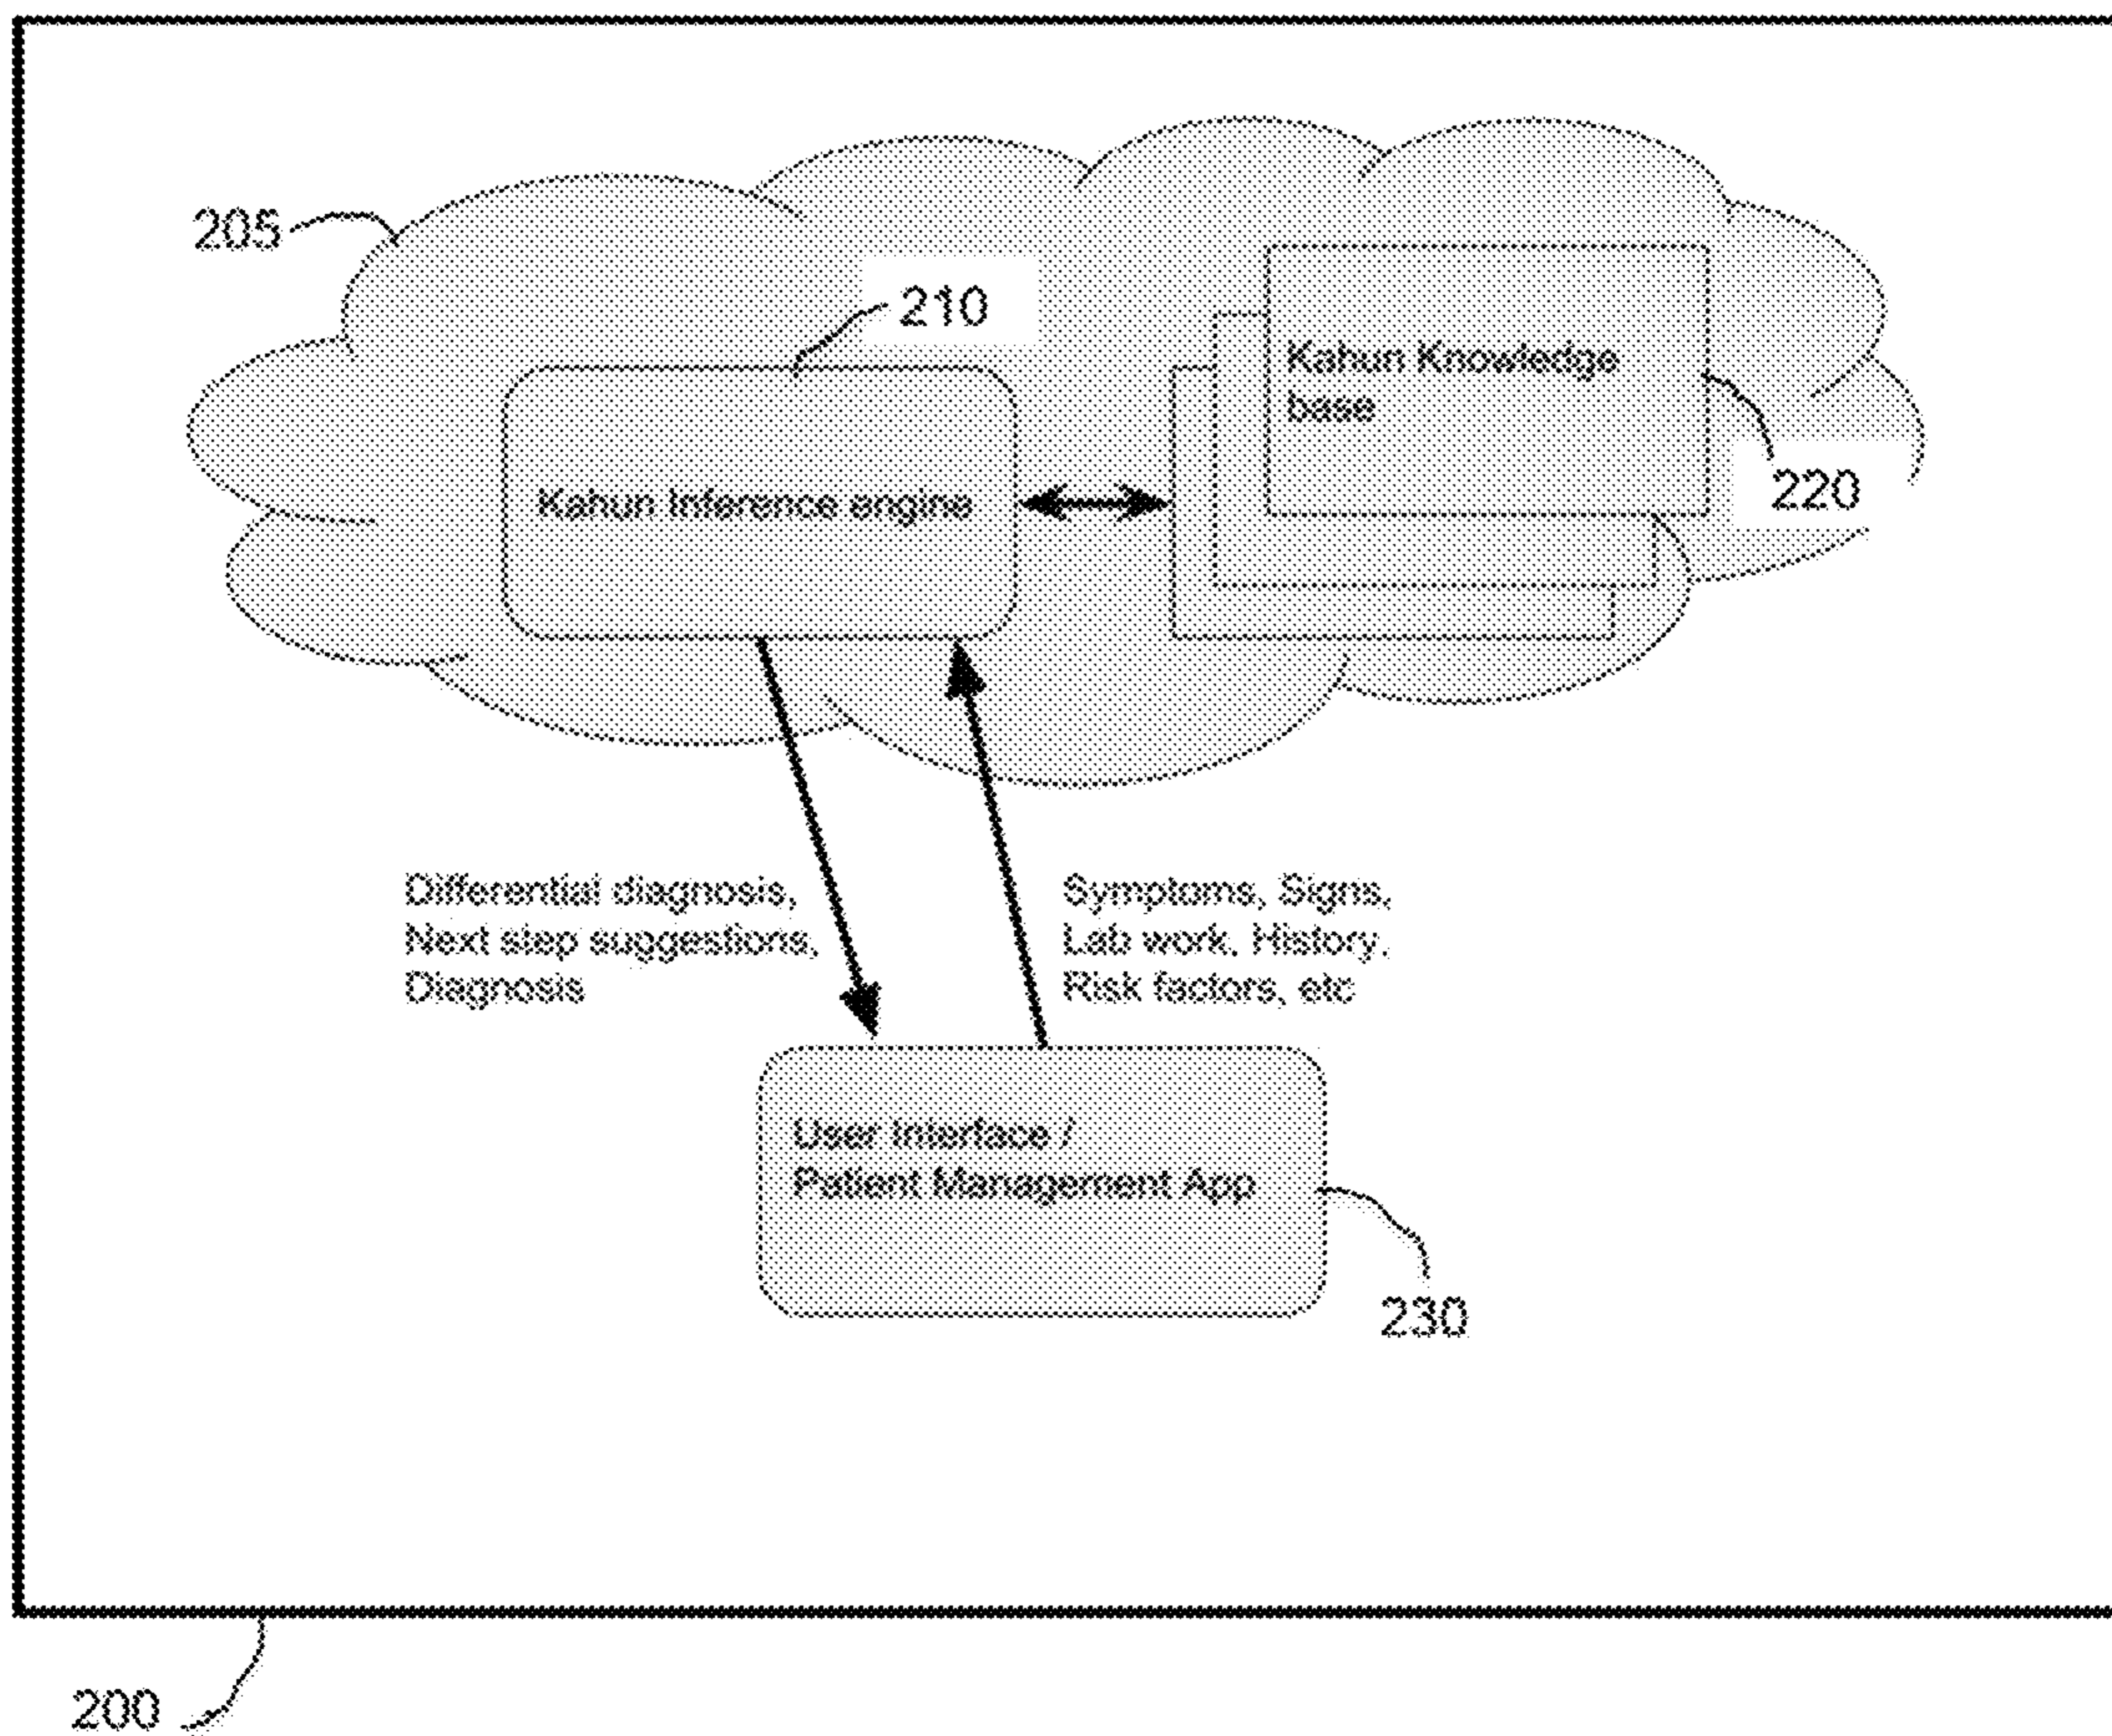 205
210
Kahun Knowledge
base
Kahun Inference engine
220
Differential diagnosis,
Next step suggestions,
Diagnosis
Symptoms, Signs,
Lab work, History,
Risk factors, etc
User Interface /
Patient Management App
230
200